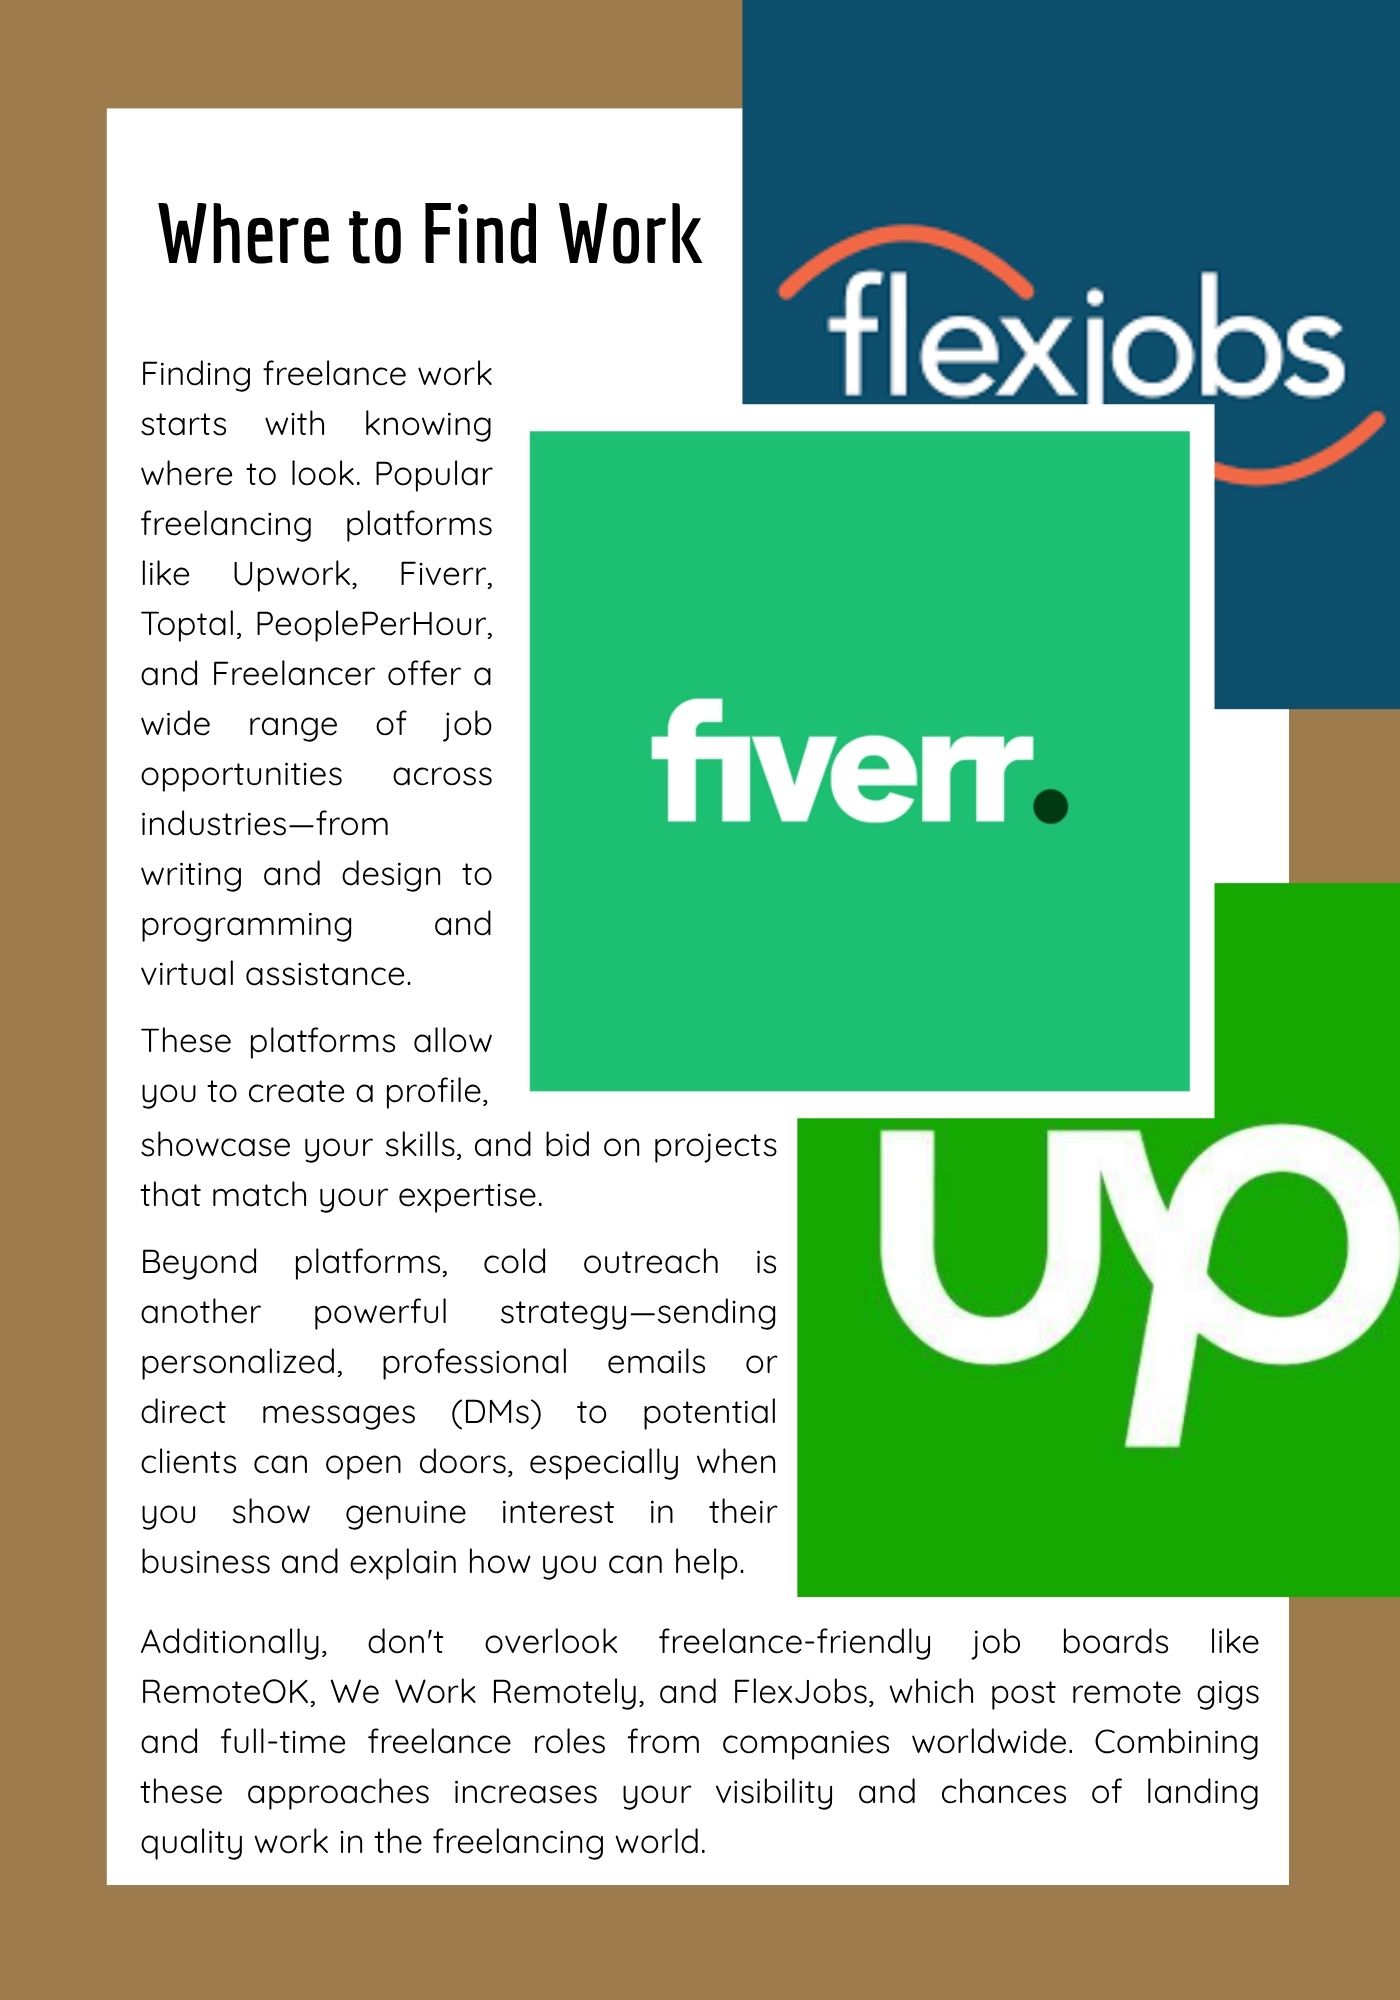 Where to Find Work
flexjobs
Finding freelance work
starts with knowing
where to look. Popular
freelancing platforms
like Upwork, Fiverr,
Toptal, PeoplePerHour,
and Freelancer offer a
wide range of job
opportunities across
industries—from
writing and design to
programming and
virtual assistance.
fiverr.
These platforms allow
you to create a profile,
showcase your skills, and bid on projects
that match your expertise.
up
Beyond platforms, cold outreach is
another powerful strategy—sending
personalized, professional emails or
direct messages (DMs) to potential
clients can open doors, especially when
you show genuine interest in their
business and explain how you can help.
Additionally, don't overlook freelance-friendly job boards like
RemoteOK, We Work Remotely, and FlexJobs, which post remote gigs
and full-time freelance roles from companies worldwide. Combining
these approaches increases your visibility and chances of landing
quality work in the freelancing world.